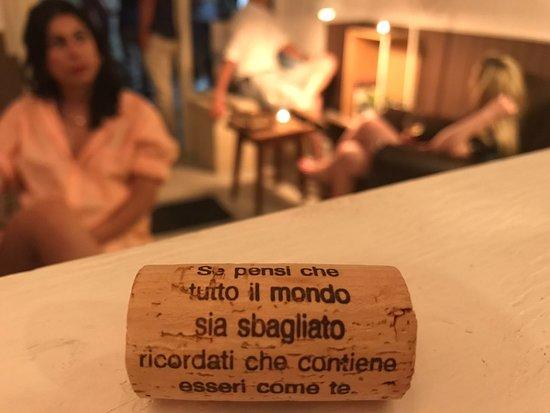 Se pensi che
tutto il mondo
sia sbagliato
ricordati che contiene
esseri come te.